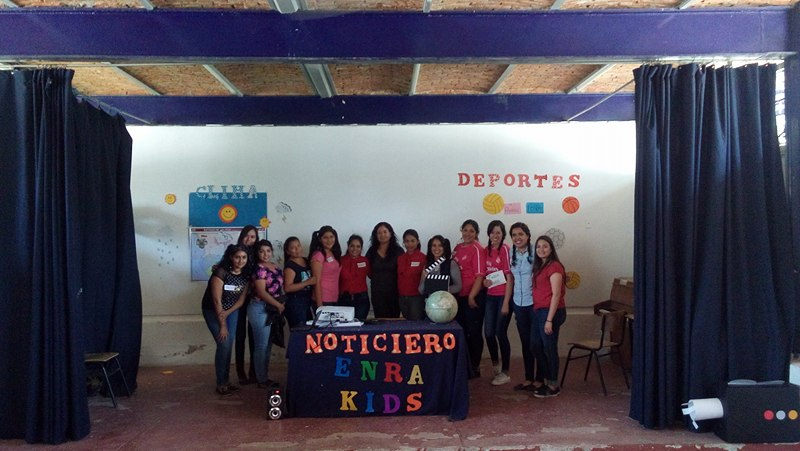 CLIMA
DEPORTES
NOTICIERO
ENRA
KIDS